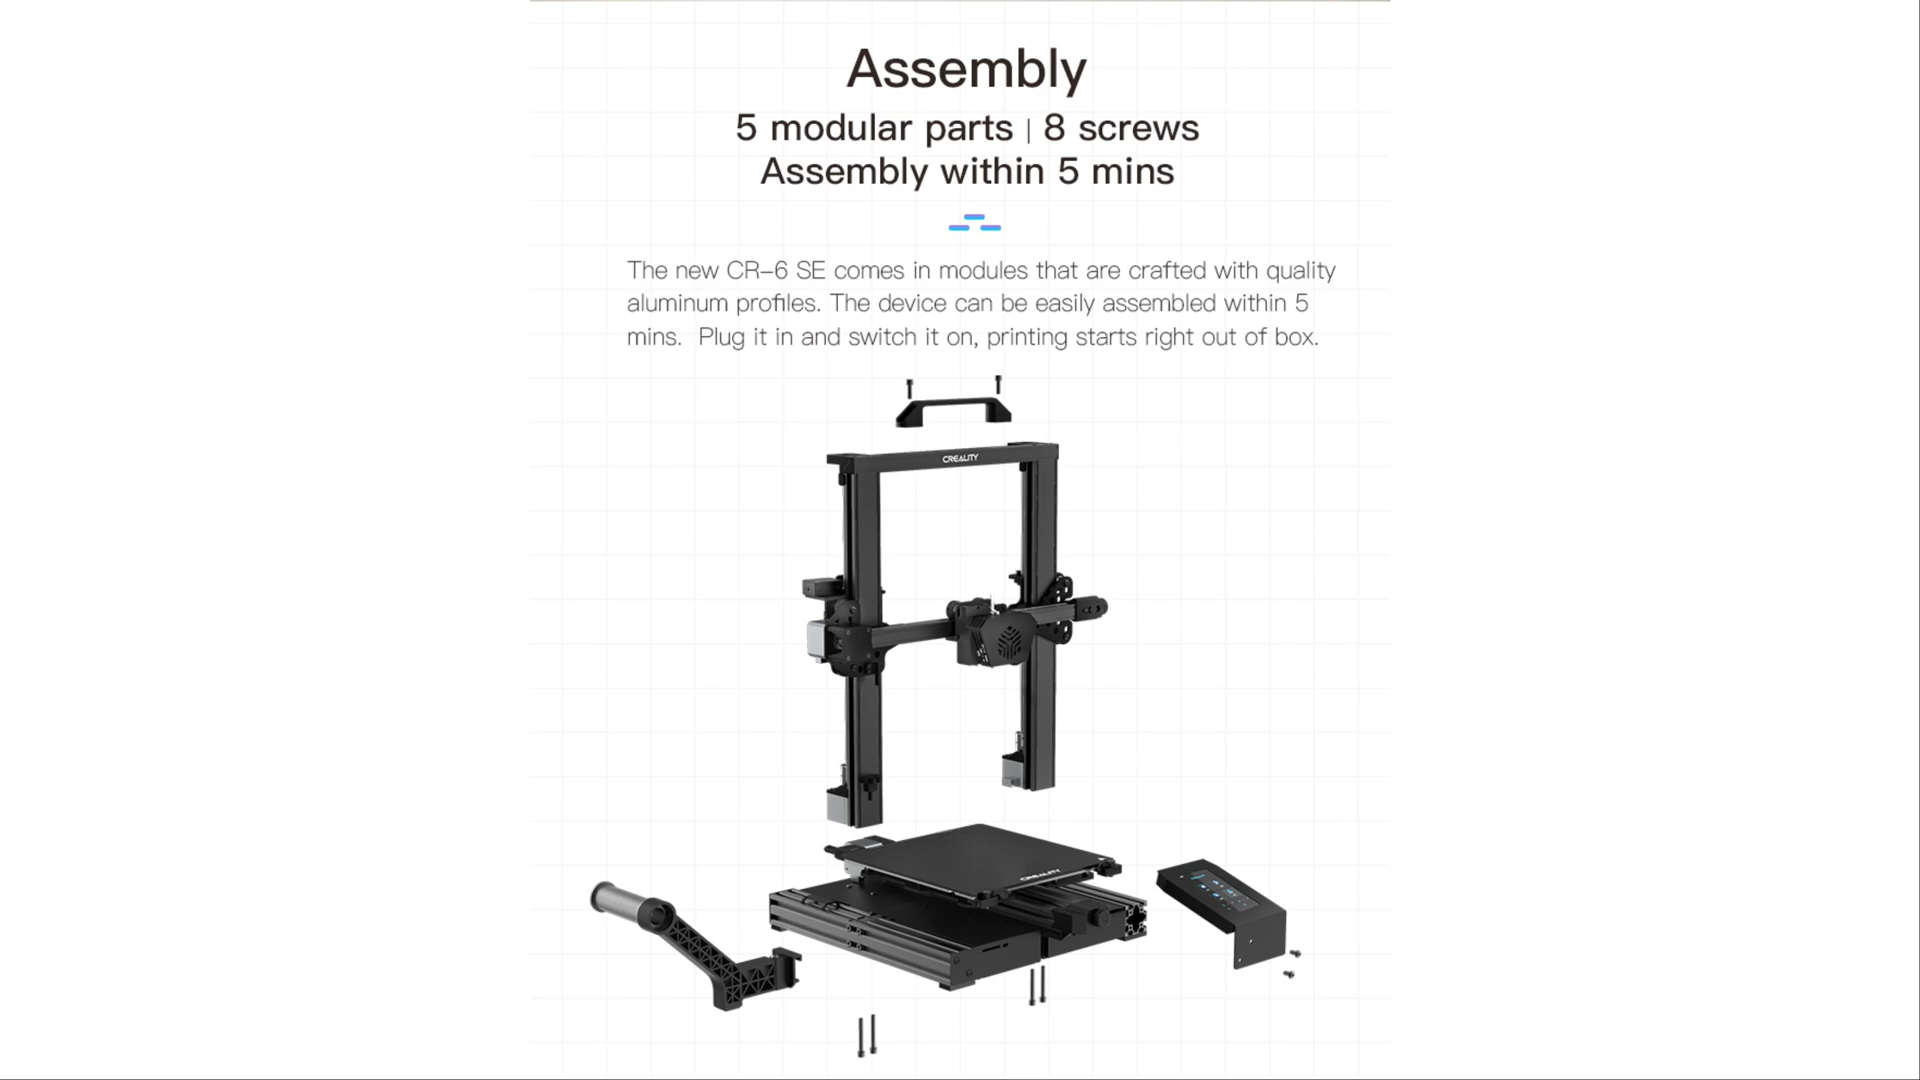 Assembly
5 modular parts | 8 screws
Assembly within 5 mins
The new CR–6 SE comes in modules that are crafted with quality
aluminum profiles. The device can be easily assembled within 5
mins. Plug it in and switch it on, printing starts right out of box.
CREALITY
CREALITY